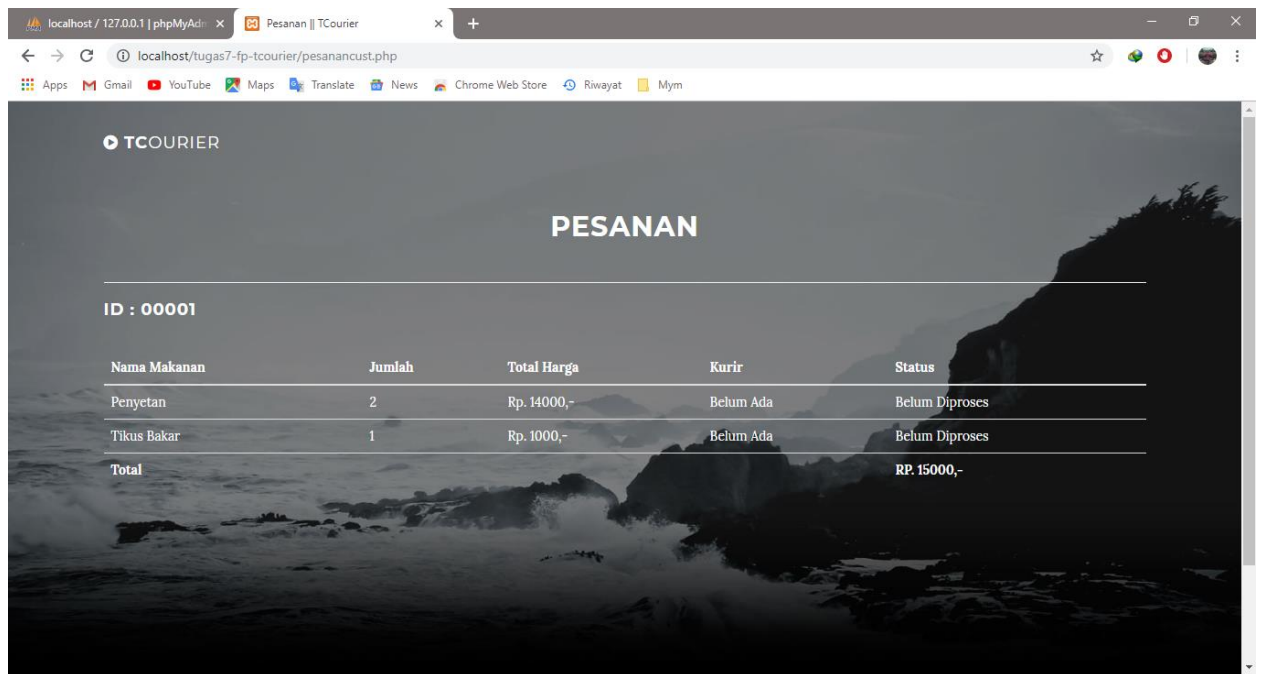 localhost / 127.0.0.1 | phpMyAdm
Pesanan || TCourier
localhost/tugas7-fp-tcourier/pesanancust.php
Apps Gmail YouTube Maps Translate News Chrome Web Store Riwayat Mym
TCOURIER
PESANAN
ID : 00001
Nama Makanan Jumlah Total Harga Kurir Status
Penyetan 2 Rp. 14000,- Belum Ada Belum Diproses
Tikus Bakar 1 Rp. 1000,- Belum Ada Belum Diproses
Total RP. 15000,-